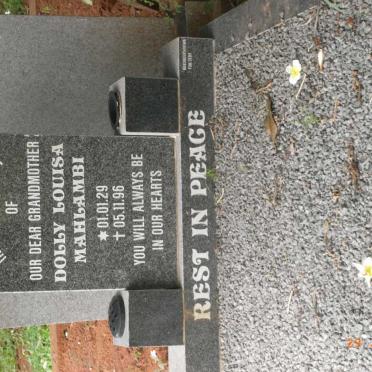 OF
OUR DEAR GRANDMOTHER
DOLLY LOUISA
MAHLAMBI
★ 01.01.29
✝ 05.11.96
YOU WILL ALWAYS BE
IN OUR HEARTS
REST IN PEACE